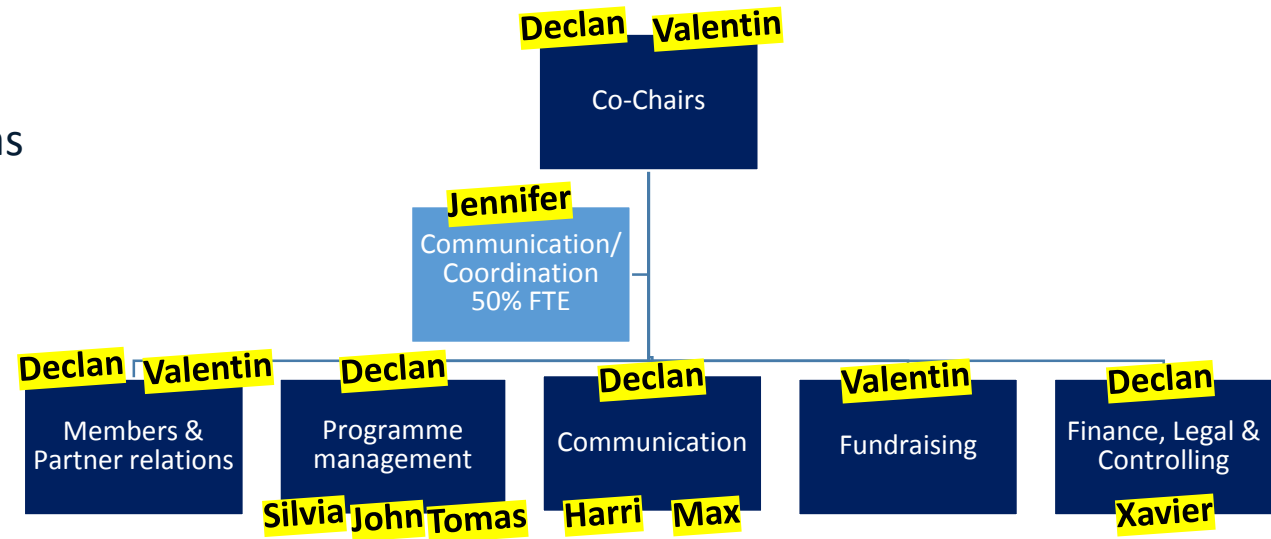 Declan Valentin
Co-Chairs
Jennifer
Communication/
Coordination
50% FTE
Declan Valentin
Members &
Partner relations
Declan
Programme
management
Silvia John Tomas
Declan
Communication
Harri Max
Valentin
Fundraising
Declan
Finance, Legal &
Controlling
Xavier